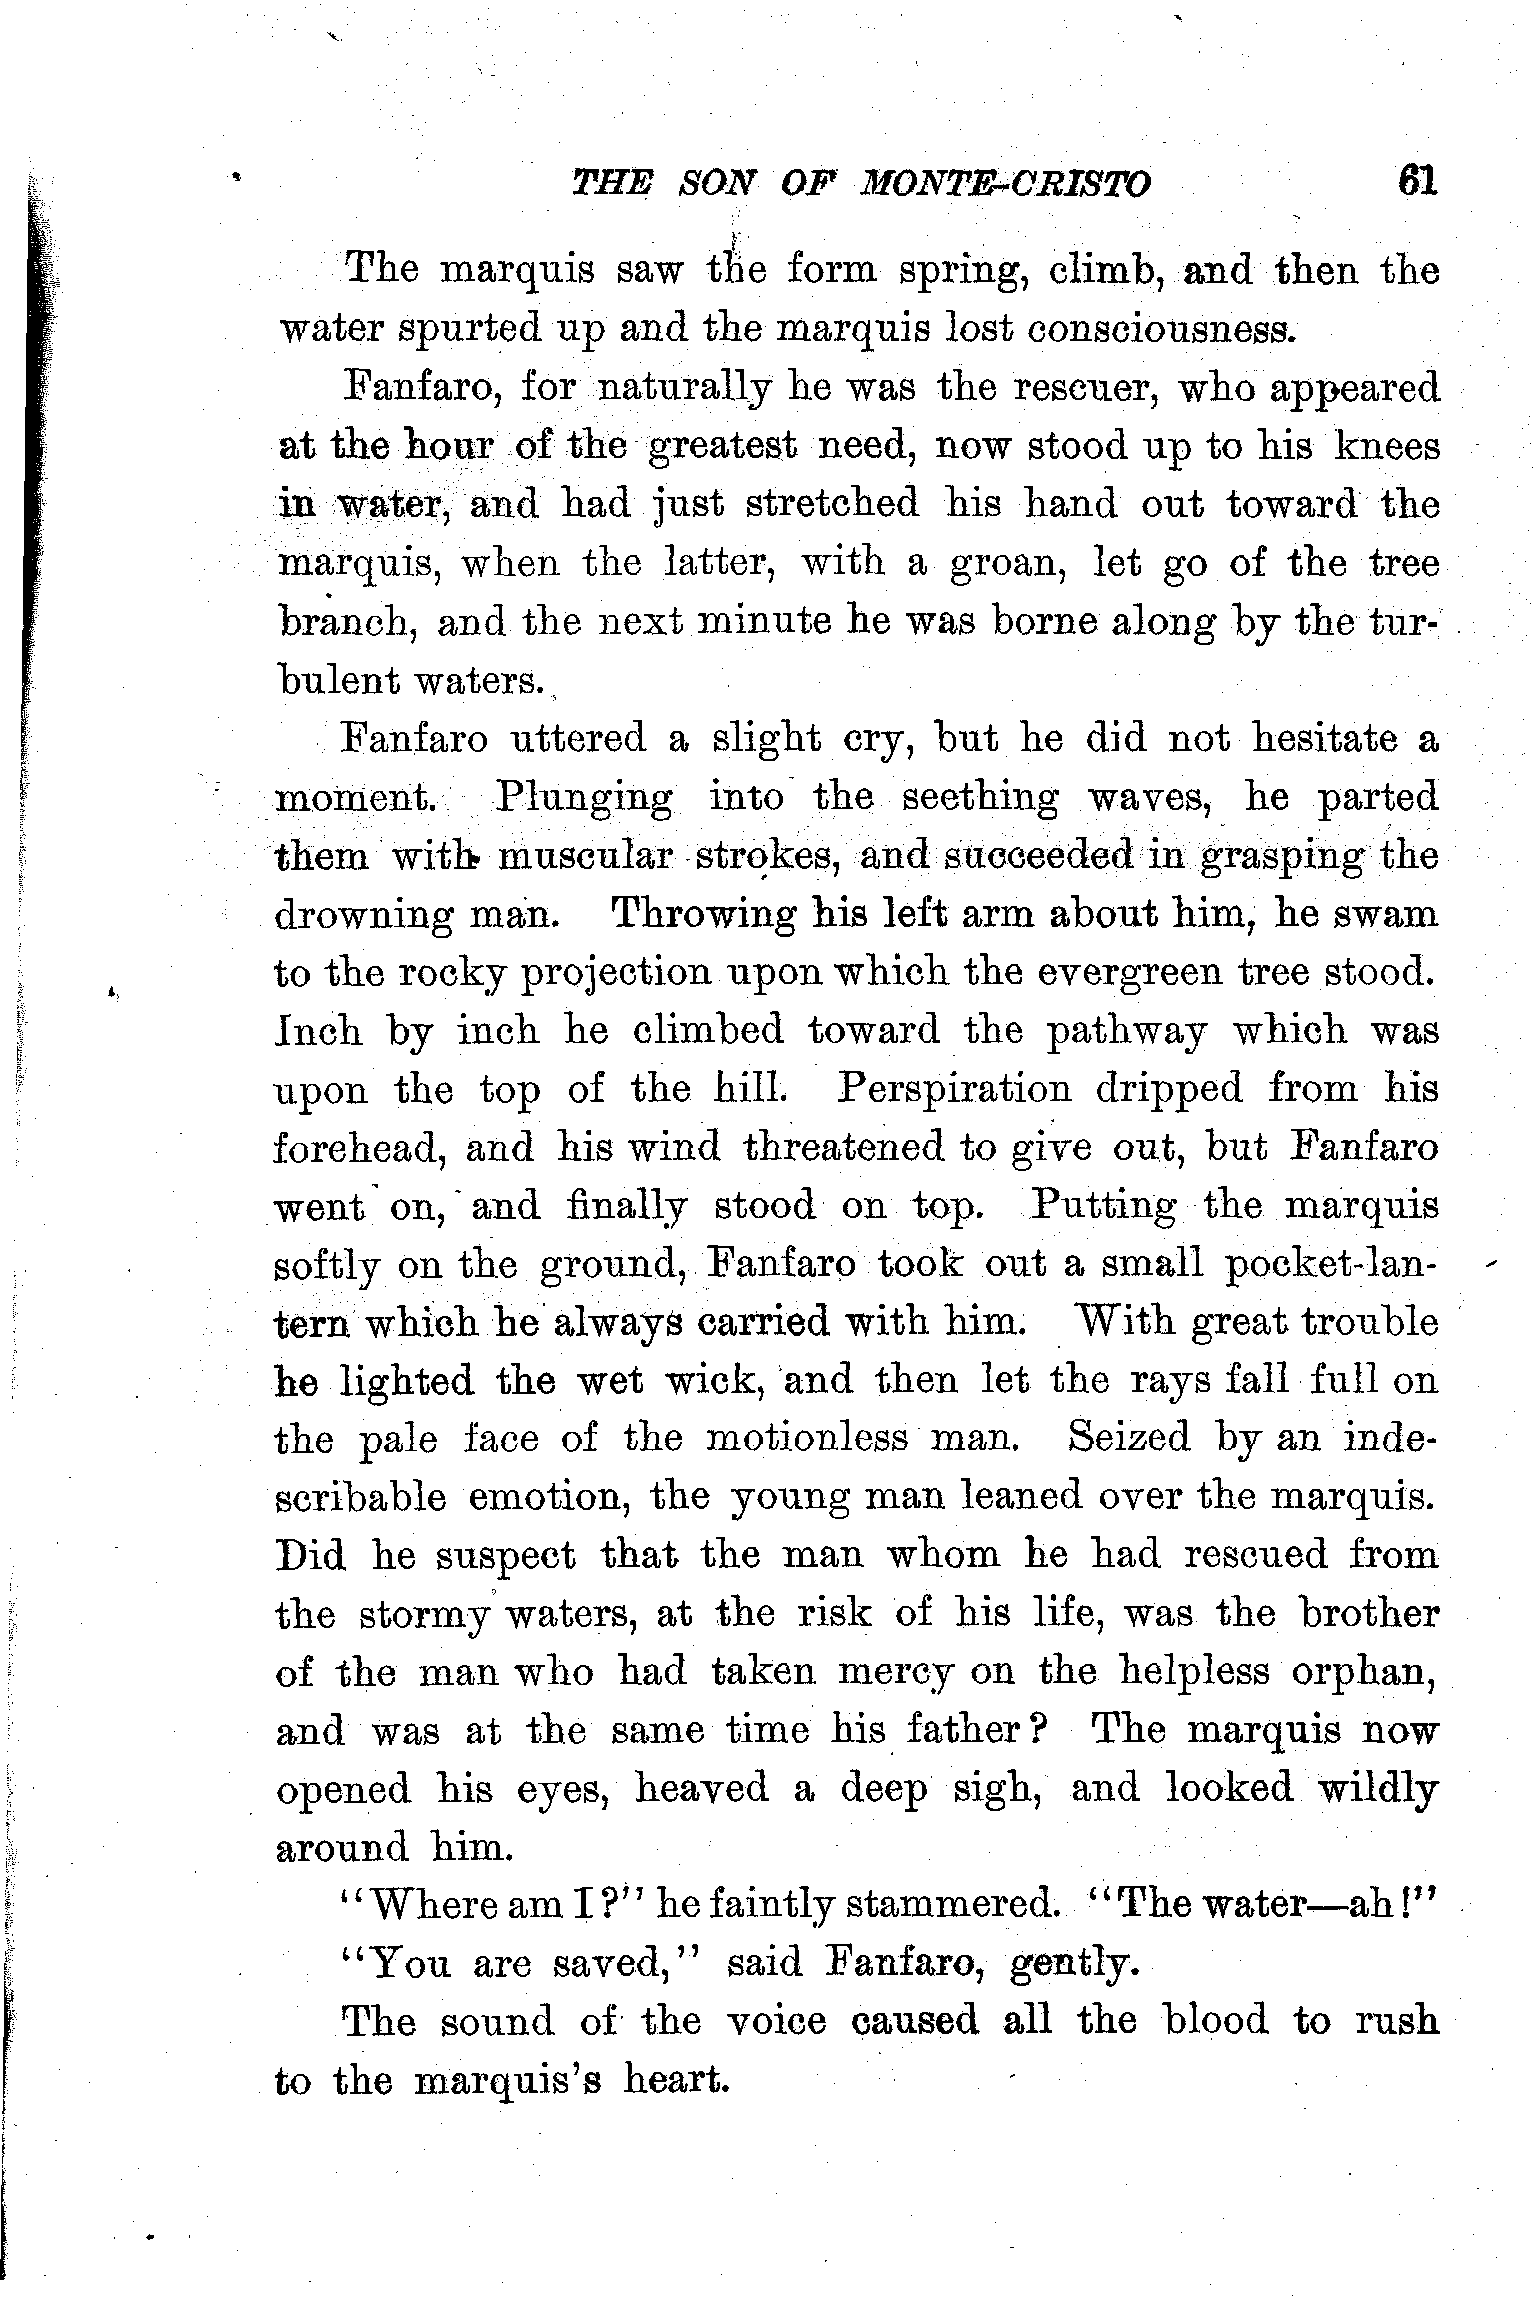 THE SON OF MONTE-CRISTO 61
The marquis saw the form spring, climb, and then the
water spurted up and the marquis lost consciousness.
Fanfaro, for naturally he was the rescuer, who appeared
at the hour of the greatest need, now stood up to his knees
in water, and had just stretched his hand out toward the
marquis, when the latter, with a groan, let go of the tree
branch, and the next minute he was borne along by the tur-
bulent waters.
Fanfaro uttered a slight cry, but he did not hesitate a
moment. Plunging into the seething waves, he parted
them with muscular strokes, and succeeded in grasping the
drowning man. Throwing his left arm about him, he swam
to the rocky projection upon which the evergreen tree stood.
Inch by inch he climbed toward the pathway which was
upon the top of the hill. Perspiration dripped from his
forehead, and his wind threatened to give out, but Fanfaro
went on, and finally stood on top. Putting the marquis
softly on the ground, Fanfaro took out a small pocket-lan-
tern which he always carried with him. With great trouble
he lighted the wet wick, and then let the rays fall full on
the pale face of the motionless man. Seized by an inde-
scribable emotion, the young man leaned over the marquis.
Did he suspect that the man whom he had rescued from
the stormy waters, at the risk of his life, was the brother
of the man who had taken mercy on the helpless orphan,
and was at the same time his father? The marquis now
opened his eyes, heaved a deep sigh, and looked wildly
around him.
"Where am I?" he faintly stammered. "The water—ah!"
"You are saved," said Fanfaro, gently.
The sound of the voice caused all the blood to rush
to the marquis's heart.